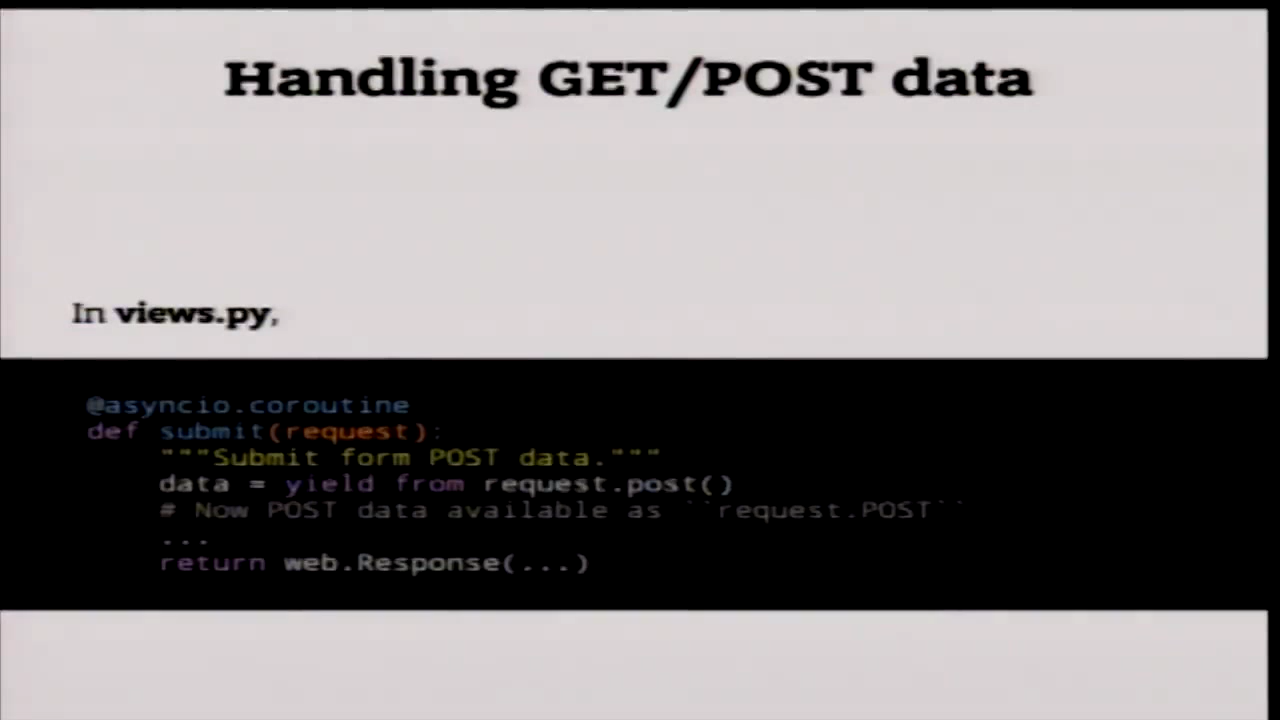 Handling GET/POST data
In views.py,
@asyncio.coroutine
def submit(request):
"""Submit form POST data."""
data = yield from request.post()
# Now POST data available as ``request.POST``
...
return web.Response(...)